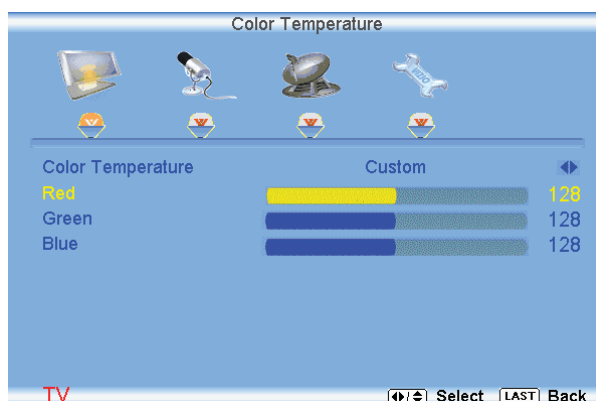 Color Temperature
Color Temperature Custom
Red 128
Green 128
Blue 128
TV Select LAST Back